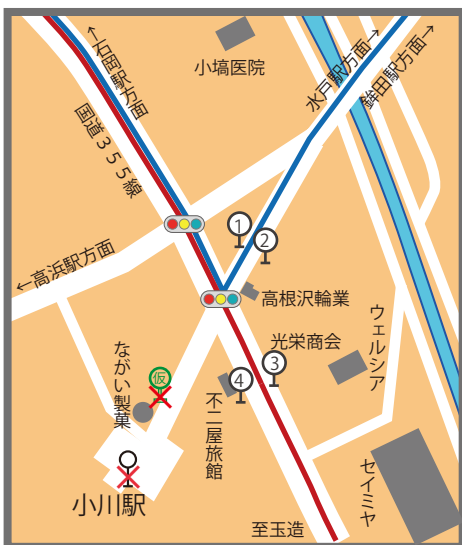 ←石岡駅方面
小塙医院
水戸駅方面→
鉾田駅方面→
国道355線
①
②
←高浜駅方面
高根沢輪業
光栄商会
③
ウェルシア
ながい製菓
仮
④
不二屋旅館
セイミヤ
小川駅
至玉造